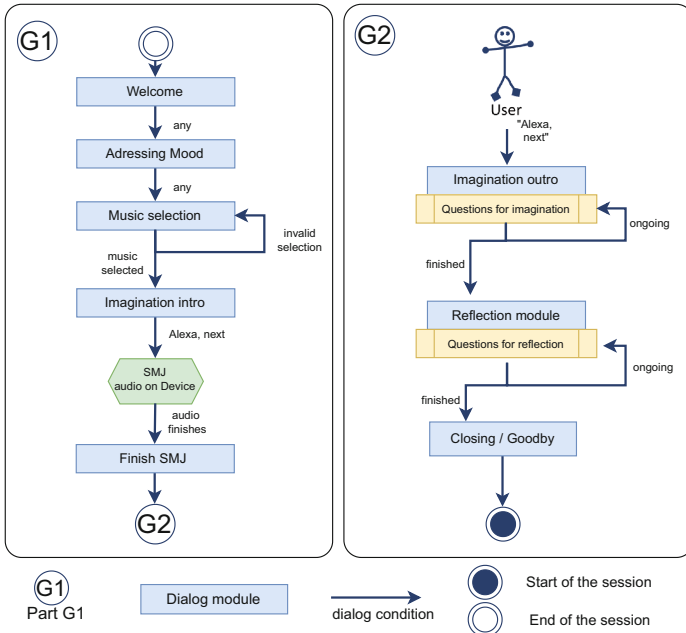 G1
Welcome
any
Adressing Mood
any
Music selection
invalid
selection
music
selected
Imagination intro
Alexa, next
SMJ
audio on Device
audio
finishes
Finish SMJ
G2
G2
User
"Alexa,
next"
Imagination outro
Questions for imagination
ongoing
finished
Reflection module
Questions for reflection
ongoing
finished
Closing / Goodby
G1
Part G1
Dialog module
dialog condition
Start of the session
End of the session